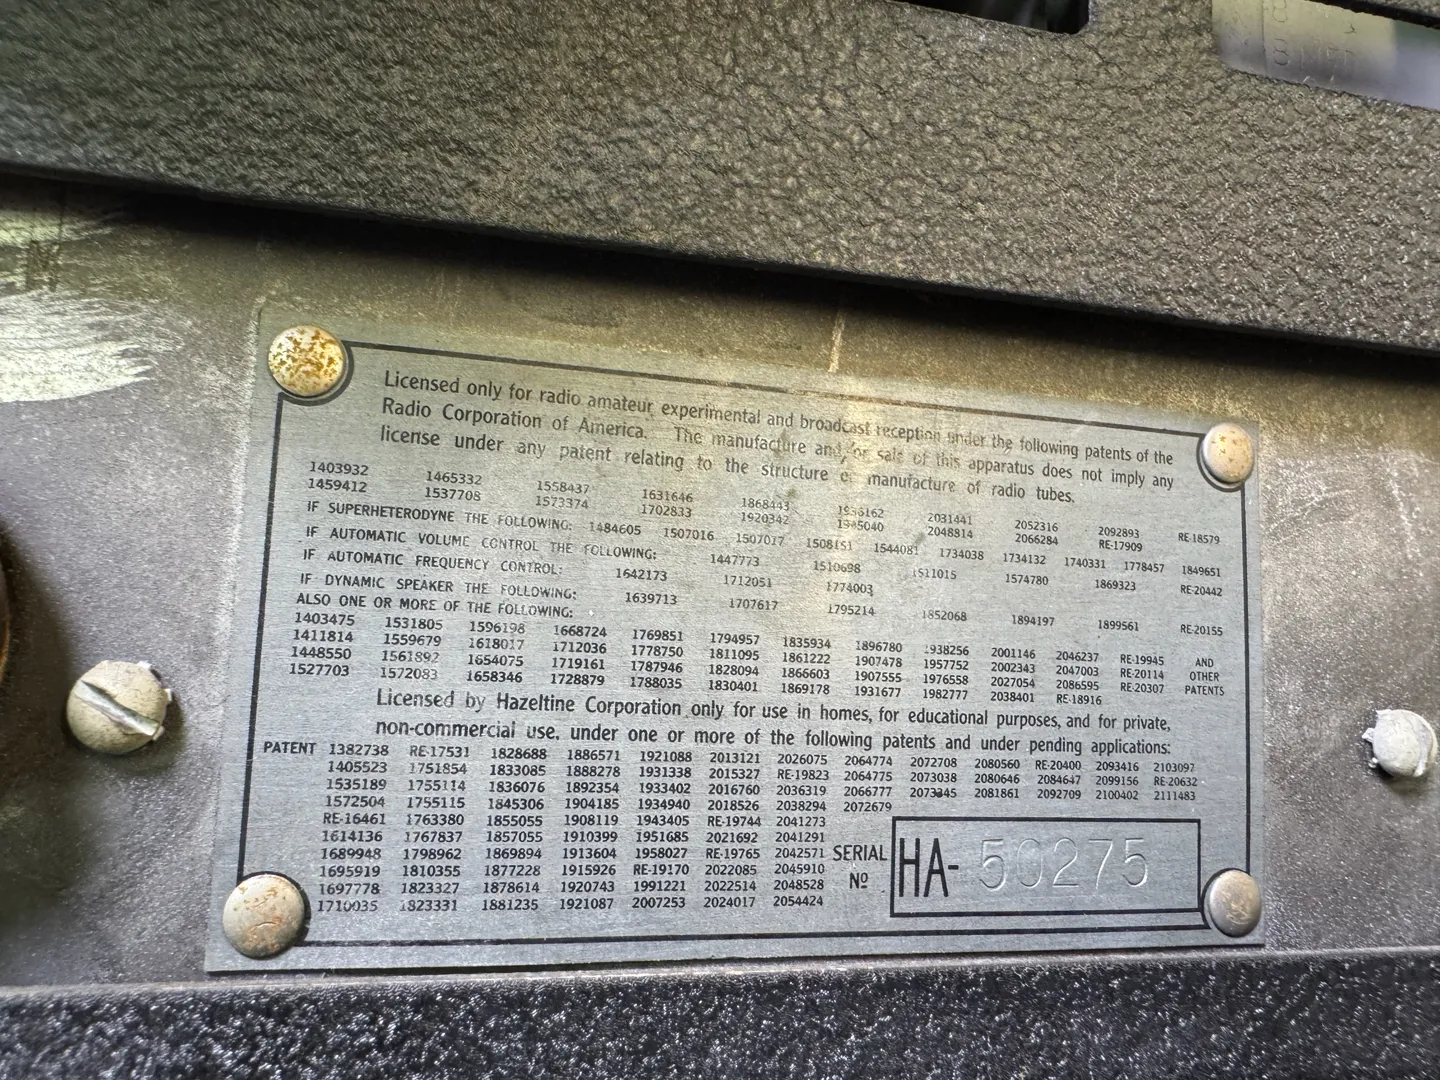 Licensed only for radio amateur experimental and broadcast reception under the following patents of the
Radio Corporation of America. The manufacture and/or sale of this apparatus does not imply any
license under any patent relating to the structure or manufacture of radio tubes.
1403932 1465332 1558437 1631646 1868443 1936162 2031441 2052316 2092893 RE-18579
1459412 1537708 1573374 1702833 1920342 1945040 2048814 2066284 RE-17909
IF SUPERHETERODYNE THE FOLLOWING: 1484605 1507016 1507017 1508151 1544081 1734038 1734132 1740331 1778457 1849651
IF AUTOMATIC VOLUME CONTROL THE FOLLOWING: 1447773 1510698 1511015 1574780 1869323 RE-20442
IF AUTOMATIC FREQUENCY CONTROL: 1642173 1712051 1774003
IF DYNAMIC SPEAKER THE FOLLOWING: 1639713 1707617 1795214 1852068 1894197 1899561 RE-20155
ALSO ONE OR MORE OF THE FOLLOWING:
1403475 1531805 1596198 1668724 1769851 1794957 1835934 1896780 1938256 2001146 2046237 RE-19945 AND
1411814 1559679 1618017 1712036 1778750 1811095 1861222 1907478 1957752 2002343 2047003 RE-20114 OTHER
1448550 1561892 1654075 1719161 1787946 1828094 1866603 1907555 1976558 2027054 2086595 RE-20307 PATENTS
1527703 1572083 1658346 1728879 1788035 1830401 1869178 1931677 1982777 2038401 RE-18916
Licensed by Hazeltine Corporation only for use in homes, for educational purposes, and for private,
non-commercial use, under one or more of the following patents and under pending applications:
PATENT 1382738 RE-17531 1828688 1886571 1921088 2013121 2026075 2064774 2072708 2080560 RE-20400 2093416 2103097
1405523 1751854 1833085 1888278 1931338 2015327 RE-19823 2064775 2073038 2080646 2084647 2099156 RE-20632
1535189 1755114 1836076 1892354 1933402 2016760 2036319 2066777 2073345 2081861 2092709 2100402 2111483
1572504 1755115 1845306 1904185 1934940 2018526 2038294 2072679
RE-16461 1763380 1855055 1908119 1943405 RE-19744 2041273
1614136 1767837 1857055 1910399 1951685 2021692 2041291
1689948 1798962 1869894 1913604 1958027 RE-19765 2042571
1695919 1810355 1877228 1915926 RE-19170 2022085 2045910
1697778 1823327 1878614 1920743 1991221 2022514 2048528
1710035 1823331 1881235 1921087 2007253 2024017 2054424
SERIAL
Nº
HA-50275